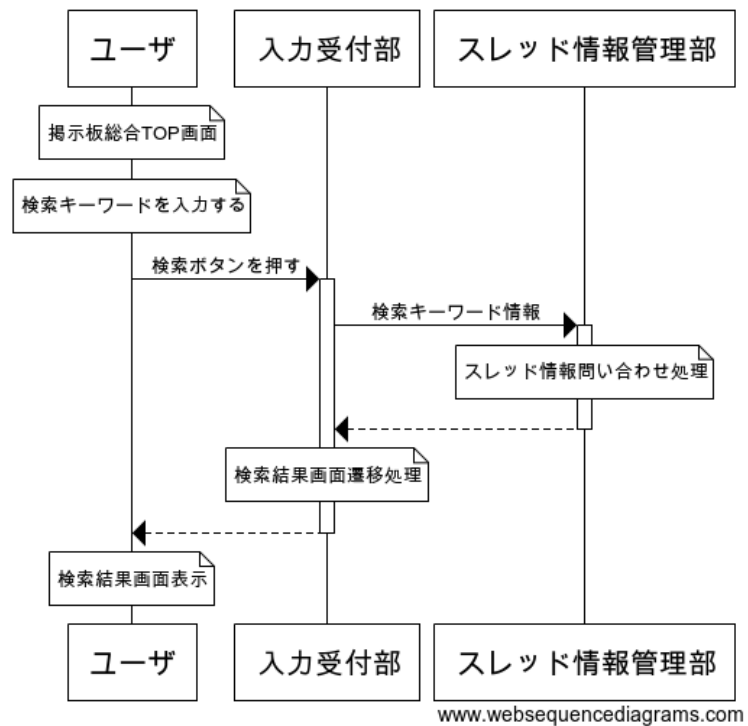 ユーザ
入力受付部
スレッド情報管理部
掲示板総合TOP画面
検索キーワードを入力する
検索ボタンを押す
検索キーワード情報
スレッド情報問い合わせ処理
検索結果画面遷移処理
検索結果画面表示
ユーザ
入力受付部
スレッド情報管理部
www.websequencediagrams.com